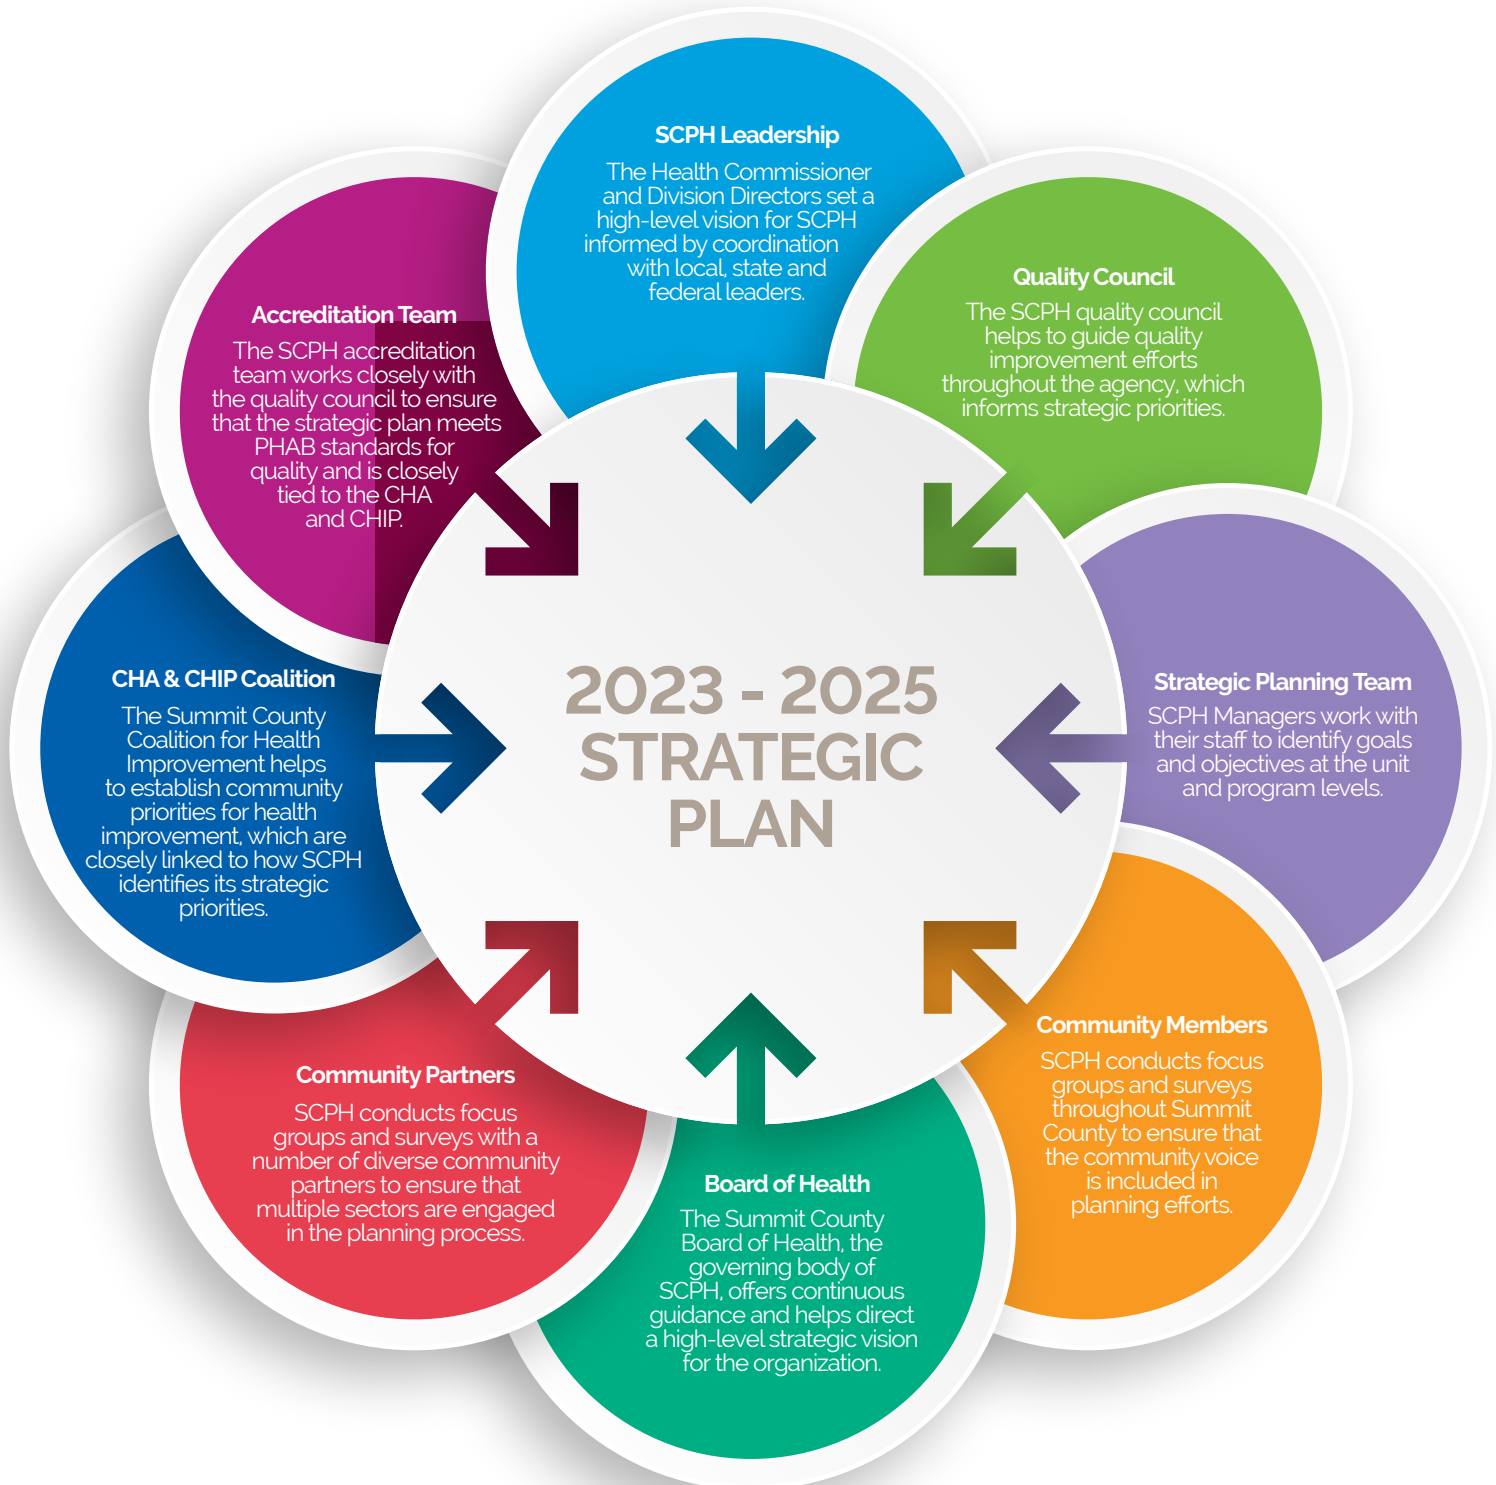 SCPH Leadership
The Health Commissioner
and Division Directors set a
high-level vision for SCPH
informed by coordination
with local, state and
federal leaders.
Quality Council
The SCPH quality council
helps to guide quality
improvement efforts
throughout the agency, which
informs strategic priorities.
Strategic Planning Team
SCPH Managers work with
their staff to identify goals
and objectives at the unit
and program levels.
Community Members
SCPH conducts focus
groups and surveys
throughout Summit
County to ensure that
the community voice
is included in
planning efforts.
Board of Health
The Summit County
Board of Health, the
governing body of
SCPH, offers continuous
guidance and helps direct
a high-level strategic vision
for the organization.
Community Partners
SCPH conducts focus
groups and surveys with a
number of diverse community
partners to ensure that
multiple sectors are engaged
in the planning process.
CHA & CHIP Coalition
The Summit County
Coalition for Health
Improvement helps
to establish community
priorities for health
improvement, which are
closely linked to how SCPH
identifies its strategic
priorities.
Accreditation Team
The SCPH accreditation
team works closely with
the quality council to ensure
that the strategic plan meets
PHAB standards for
quality and is closely
tied to the CHA
and CHIP.
2023 - 2025
STRATEGIC
PLAN